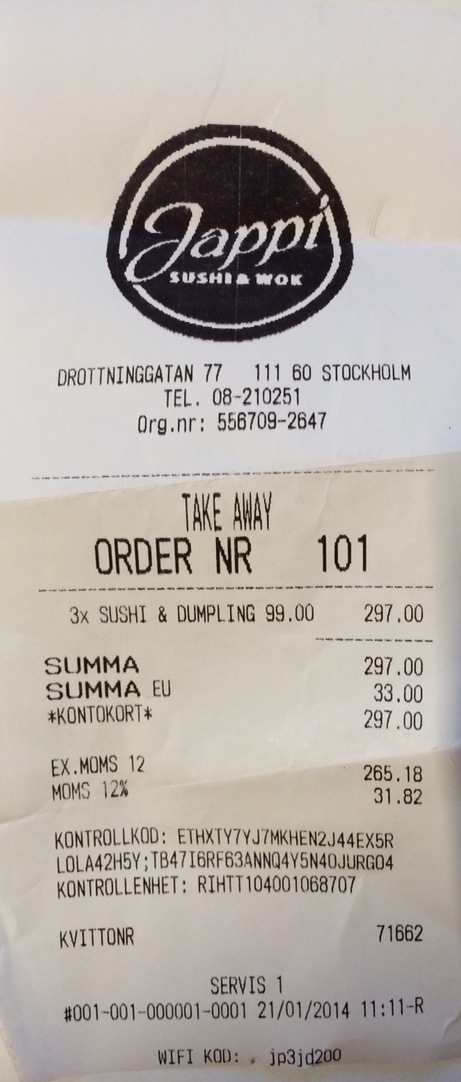 Jappi
SUSHI & WOK
DROTTNINGGATAN 77 111 60 STOCKHOLM
TEL. 08-210251
Org.nr: 556709-2647
TAKE AWAY
ORDER NR 101
3x SUSHI & DUMPLING 99.00 297.00
SUMMA 297.00
SUMMA EU 33.00
*KONTOKORT* 297.00
EX.MOMS 12 265.18
MOMS 12% 31.82
KONTROLLKOD: ETHXTY7YJ7MKHEN2J44EX5R
LOLA42H5Y;TB47I6RF63ANNQ4Y5N4OJURGO4
KONTROLLENHET: RIHTT104001068707
KVITTONR 71662
SERVIS 1
#001-001-000001-0001 21/01/2014 11:11-R
WIFI KOD: . jp3jd200